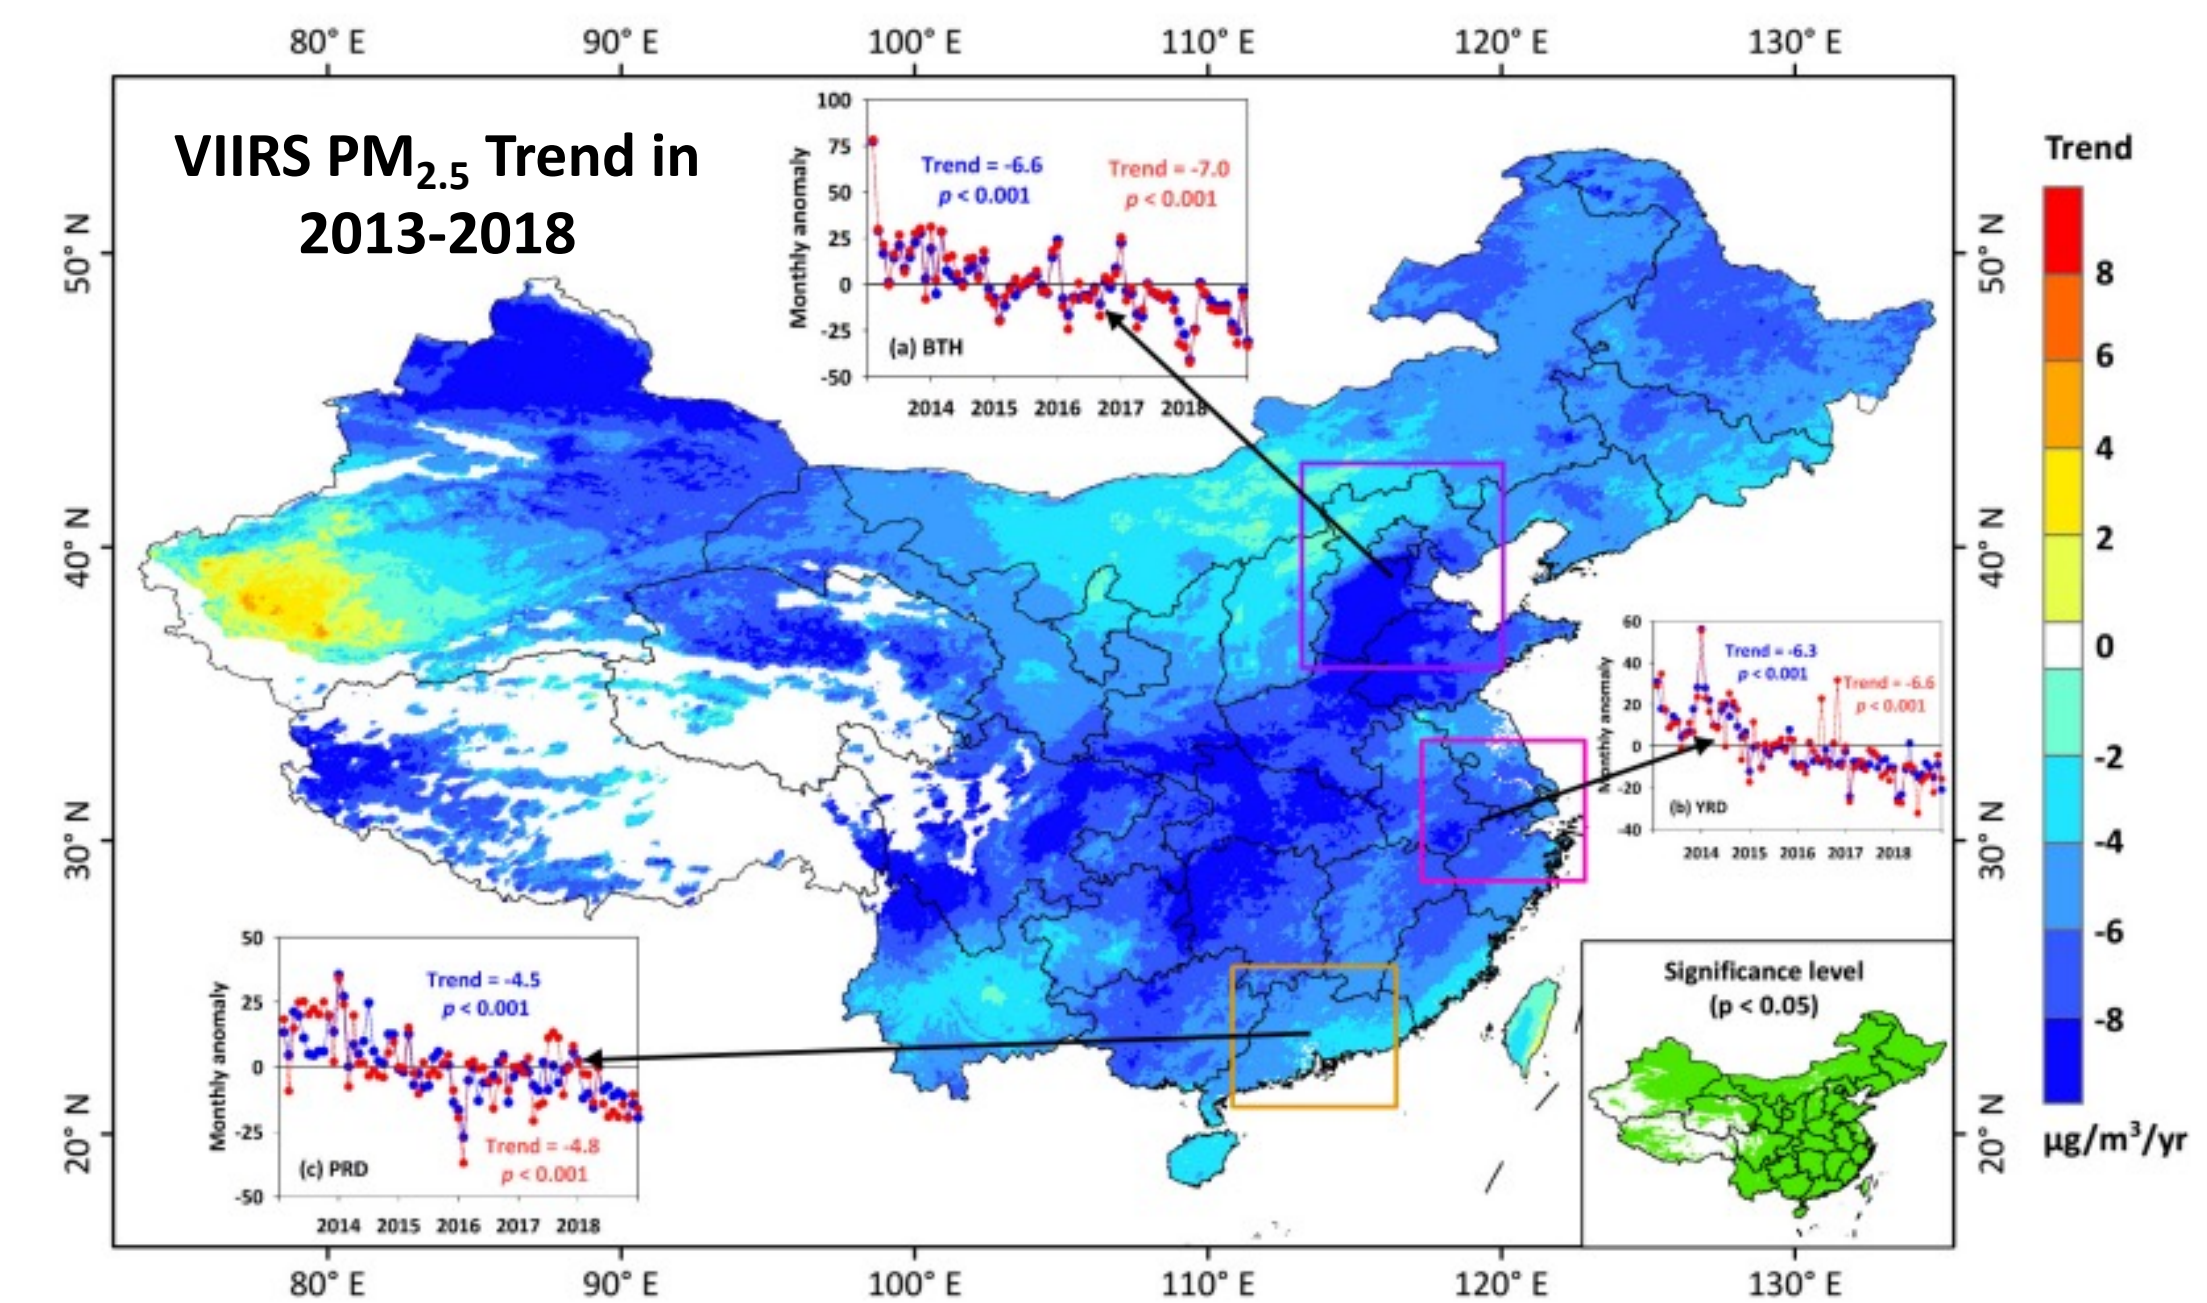 80° E 90° E 100° E 110° E 120° E 130° E
VIIRS PM2.5 Trend in
2013-2018
50° N
40° N
30° N
20° N
100
75
50
25
0
-25
-50
Monthly anomaly
Trend = -6.6
p < 0.001
Trend = -7.0
p < 0.001
(a) BTH
2014 2015 2016 2017 2018
60
40
20
0
-20
-40
Monthly anomaly
Trend = -6.3
p < 0.001
Trend = -6.6
p < 0.001
(b) YRD
2014 2015 2016 2017 2018
50
25
0
-25
-50
Monthly anomaly
Trend = -4.5
p < 0.001
Trend = -4.8
p < 0.001
(c) PRD
2014 2015 2016 2017 2018
Significance level
(p < 0.05)
50° N
40° N
30° N
20° N
Trend
8
6
4
2
0
-2
-4
-6
-8
µg/m³/yr
80° E 90° E 100° E 110° E 120° E 130° E